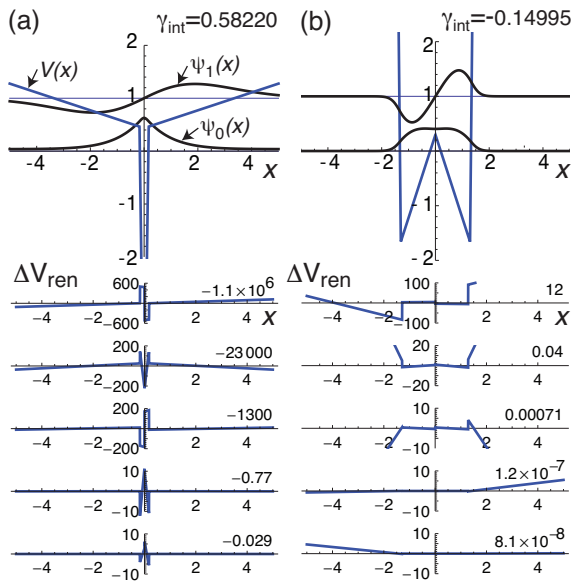 (a) γint=0.58220
2
V(x) ψ1(x)
1
ψ0(x)
-4 -2 2 4 x
-1
-2
(b) γint=-0.14995
2
1
-4 -2 2 4 x
-1
-2
ΔVren
600 -1.1×10^6
-4 -2 2 4 x
-600
200 -23000
-4 -2 2 4
-200
200 -1300
-4 -2 2 4
-200
10 -0.77
-4 -2 2 4
-10
10 -0.029
-4 -2 2 4
-10
ΔVren
100 12
-4 -2 2 4 x
-100
20 0.04
-4 -2 2 4
-20
10 0.00071
-4 -2 2 4
-10
10 1.2×10^-7
-4 -2 2 4
-10
10 8.1×10^-8
-4 -2 2 4
-10